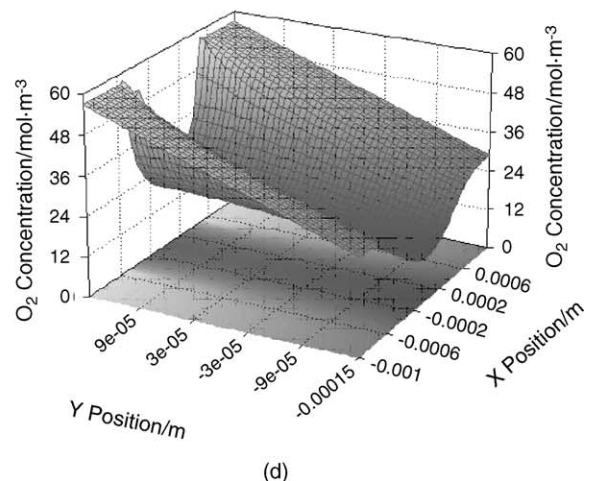 O2 Concentration/mol·m-3
60
48
36
24
12
0
60
48
36
24
12
0
O2 Concentration/mol·m-3
9e-05
3e-05
-3e-05
-9e-05
-0.00015
Y Position/m
0.0006
0.0002
-0.0002
-0.0006
-0.001
X Position/m
(d)